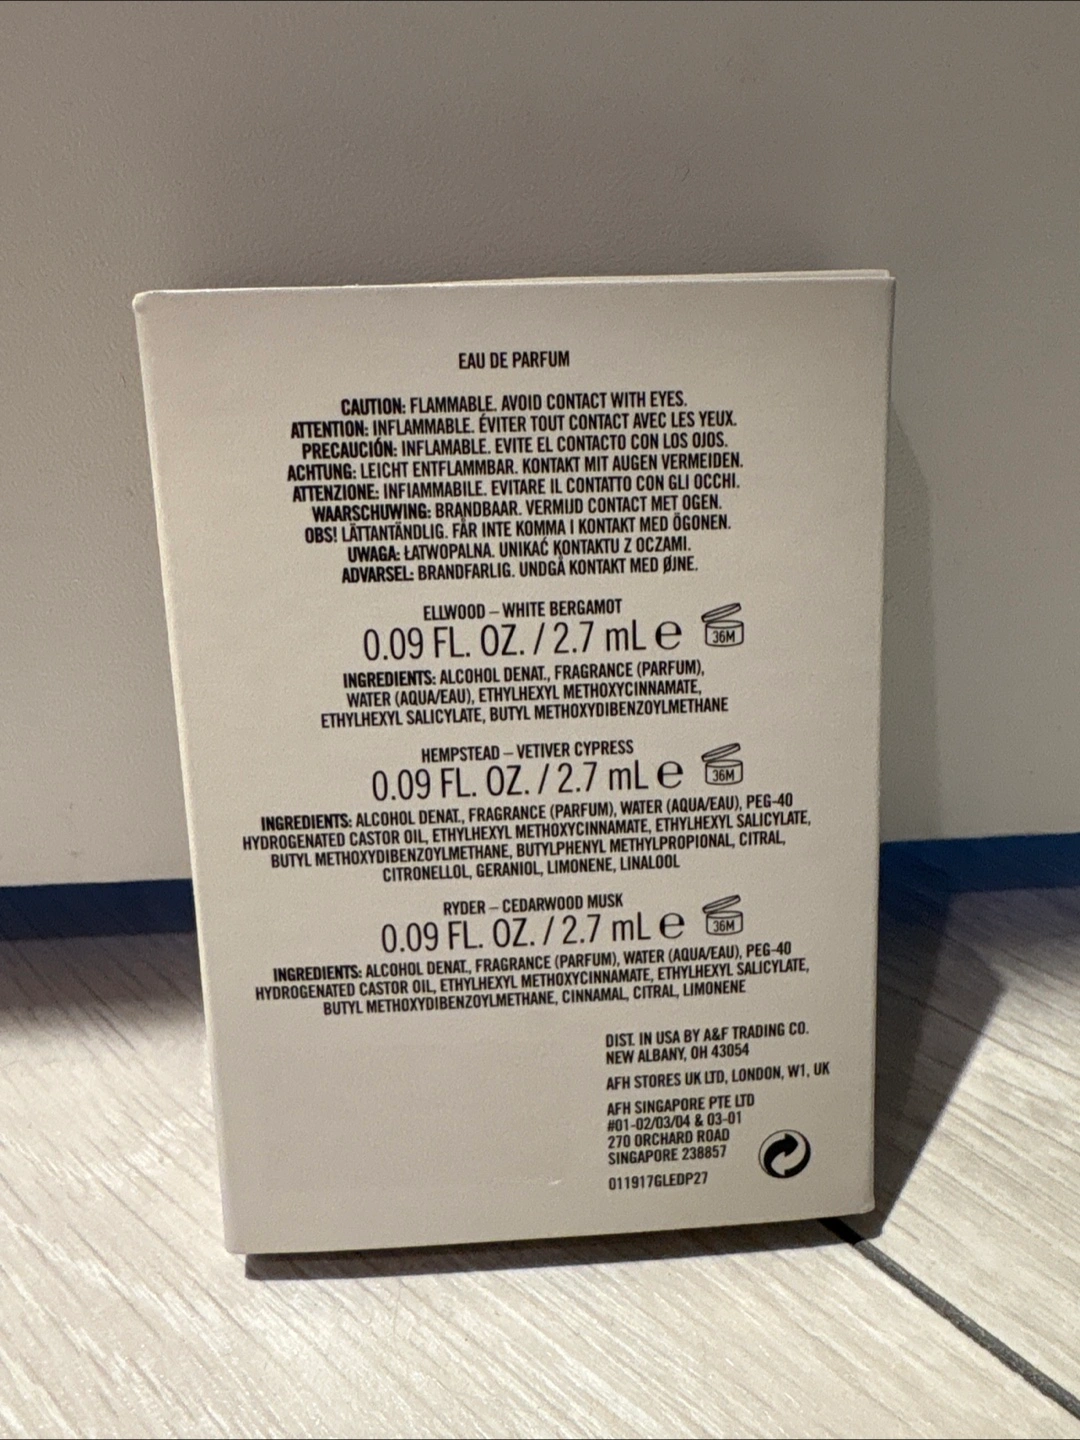 EAU DE PARFUM
CAUTION: FLAMMABLE. AVOID CONTACT WITH EYES.
ATTENTION: INFLAMMABLE. ÉVITER TOUT CONTACT AVEC LES YEUX.
PRECAUCIÓN: INFLAMABLE. EVITE EL CONTACTO CON LOS OJOS.
ACHTUNG: LEICHT ENTFLAMMBAR. KONTAKT MIT AUGEN VERMEIDEN.
ATTENZIONE: INFIAMMABILE. EVITARE IL CONTATTO CON GLI OCCHI.
WAARSCHUWING: BRANDBAAR. VERMIJD CONTACT MET OGEN.
OBS! LÄTTANTÄNDLIG. FÅR INTE KOMMA I KONTAKT MED ÖGONEN.
UWAGA: ŁATWOPALNA. UNIKAĆ KONTAKTU Z OCZAMI.
ADVARSEL: BRANDFARLIG. UNDGÅ KONTAKT MED ØJNE.
ELLWOOD – WHITE BERGAMOT
0.09 FL. OZ. / 2.7 mL ℮ 36M
INGREDIENTS: ALCOHOL DENAT., FRAGRANCE (PARFUM),
WATER (AQUA/EAU), ETHYLHEXYL METHOXYCINNAMATE,
ETHYLHEXYL SALICYLATE, BUTYL METHOXYDIBENZOYLMETHANE
HEMPSTEAD – VETIVER CYPRESS
0.09 FL. OZ. / 2.7 mL ℮ 36M
INGREDIENTS: ALCOHOL DENAT., FRAGRANCE (PARFUM), WATER (AQUA/EAU), PEG-40
HYDROGENATED CASTOR OIL, ETHYLHEXYL METHOXYCINNAMATE, ETHYLHEXYL SALICYLATE,
BUTYL METHOXYDIBENZOYLMETHANE, BUTYLPHENYL METHYLPROPIONAL, CITRAL,
CITRONELLOL, GERANIOL, LIMONENE, LINALOOL
RYDER – CEDARWOOD MUSK
0.09 FL. OZ. / 2.7 mL ℮ 36M
INGREDIENTS: ALCOHOL DENAT., FRAGRANCE (PARFUM), WATER (AQUA/EAU), PEG-40
HYDROGENATED CASTOR OIL, ETHYLHEXYL METHOXYCINNAMATE, ETHYLHEXYL SALICYLATE,
BUTYL METHOXYDIBENZOYLMETHANE, CINNAMAL, CITRAL, LIMONENE
DIST. IN USA BY A&F TRADING CO.
NEW ALBANY, OH 43054
AFH STORES UK LTD, LONDON, W1, UK
AFH SINGAPORE PTE LTD
#01-02/03/04 & 03-01
270 ORCHARD ROAD
SINGAPORE 238857
011917GLEDP27